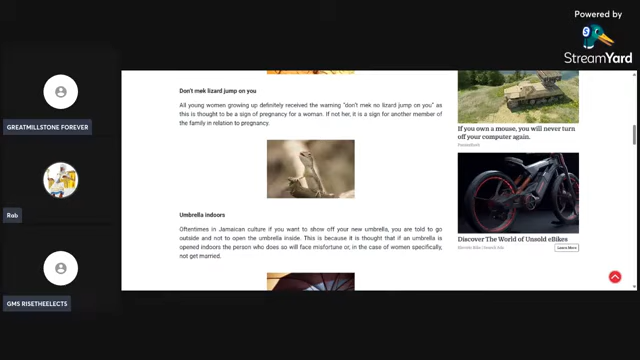 Powered by
StreamYard
GREATMILLSTONE FOREVER
Rob
GMS RISETHEELECTS
Don't mek lizard jump on you
All young women growing up definitely received the warning "don't mek no lizard jump on you" as
this is thought to be a sign of pregnancy for a woman. If not her, it is a sign for another member of
the family in relation to pregnancy.
Umbrella indoors
Oftentimes in Jamaican culture if you want to show off your new umbrella, you are told to go
outside and not to open the umbrella inside. This is because it is thought that if an umbrella is
opened indoors the person who does so will face misfortune or, in the case of women specifically,
not get married.
If you own a mouse, you will never turn
off your computer again.
Discover The World of Unsold eBikes
Learn More